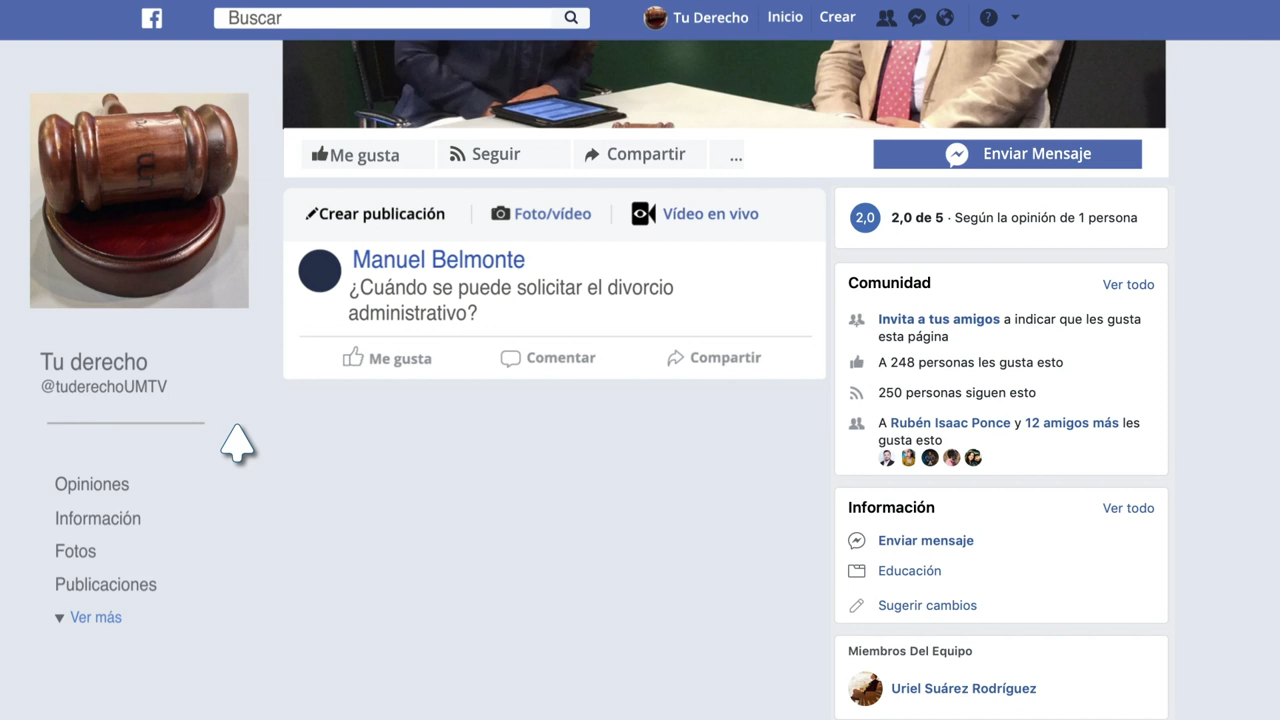 Buscar
Tu Derecho
Inicio
Crear
Me gusta
Seguir
Compartir
...
Enviar Mensaje
Crear publicación
Foto/vídeo
Vídeo en vivo
Manuel Belmonte
¿Cuándo se puede solicitar el divorcio
administrativo?
Me gusta
Comentar
Compartir
Tu derecho
@tuderechoUMTV
Opiniones
Información
Fotos
Publicaciones
Ver más
2,0
2,0 de 5 · Según la opinión de 1 persona
Comunidad
Ver todo
Invita a tus amigos a indicar que les gusta
esta página
A 248 personas les gusta esto
250 personas siguen esto
A Rubén Isaac Ponce y 12 amigos más les
gusta esto
Información
Ver todo
Enviar mensaje
Educación
Sugerir cambios
Miembros Del Equipo
Uriel Suárez Rodríguez